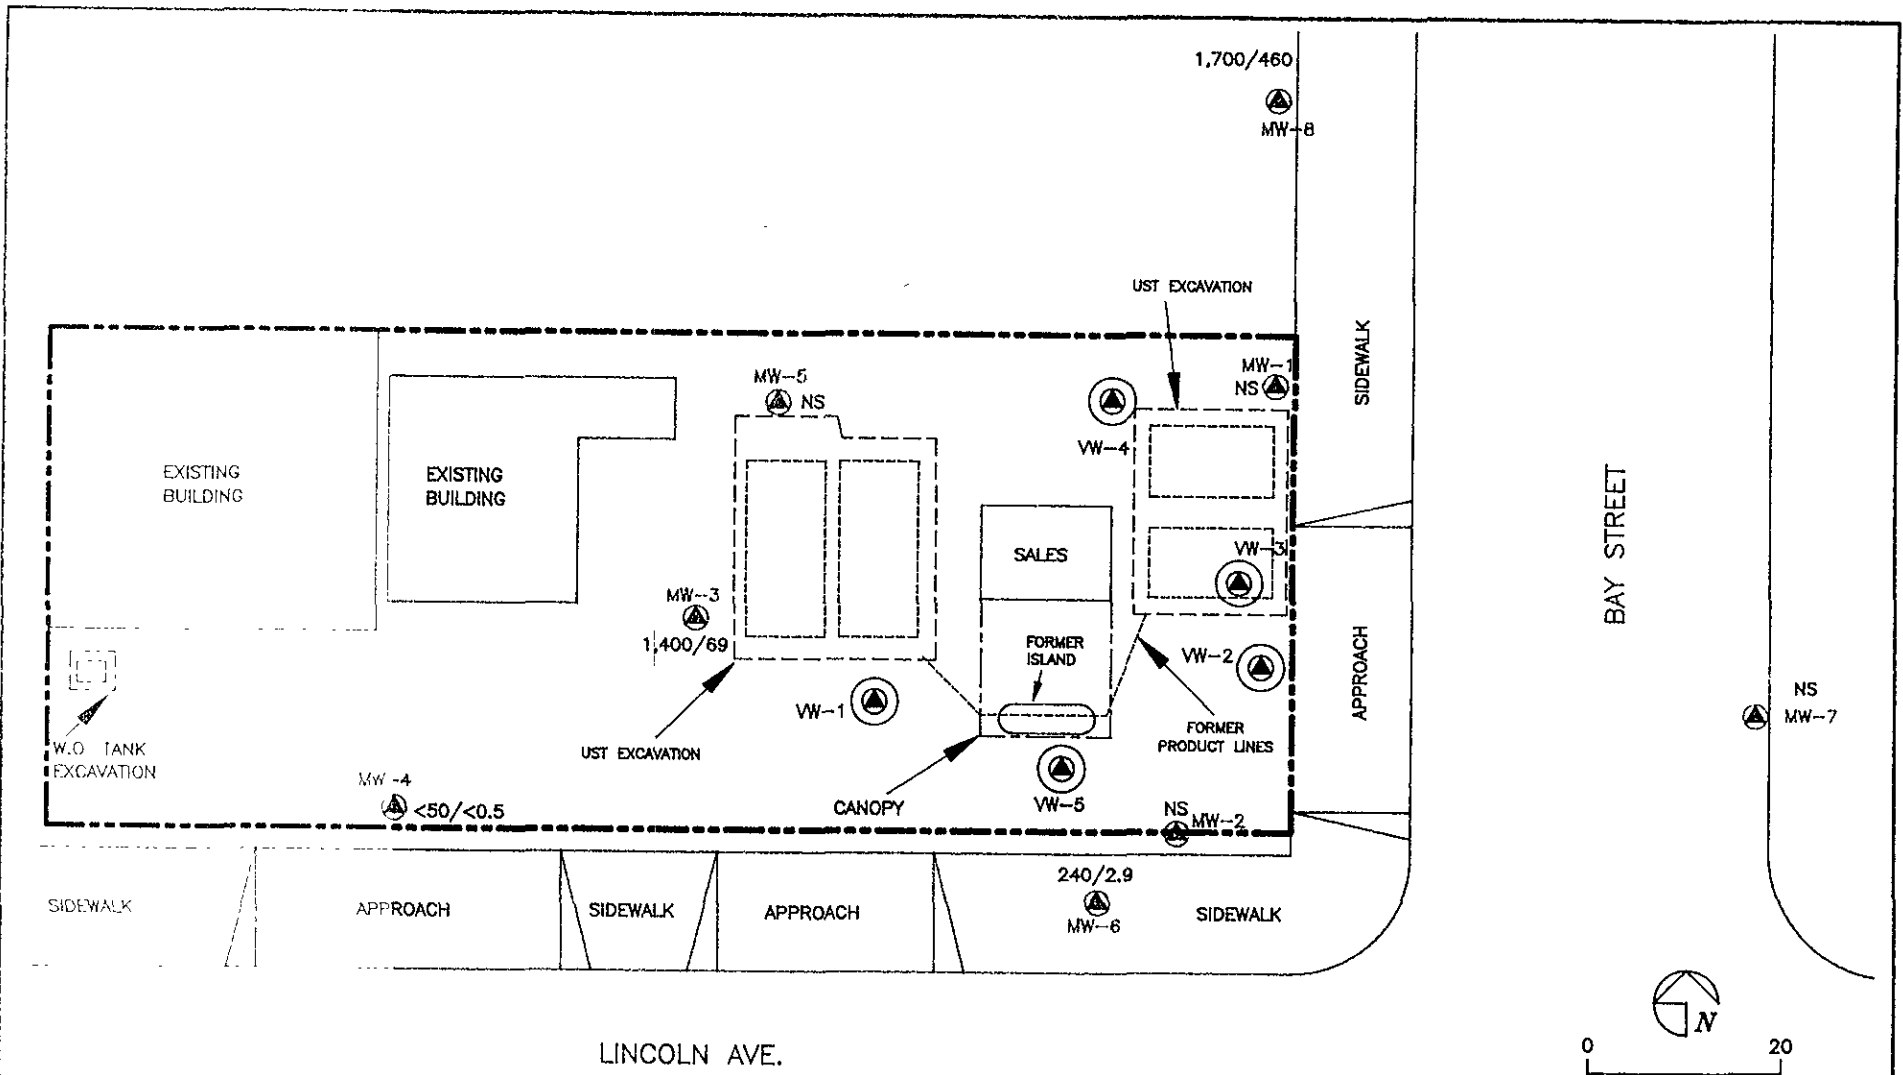 1,700/460
MW-8
UST EXCAVATION
SIDEWALK
MW-1
NS
MW-5
NS
VW-4
EXISTING
BUILDING
EXISTING
BUILDING
BAY STREET
SALES
VW-3
MW-3
1,400/69
FORMER
ISLAND
VW-2
APPROACH
NS
MW-7
VW-1
FORMER
PRODUCT LINES
W.O TANK
EXCAVATION
UST EXCAVATION
MW-4
<50/<0.5
CANOPY
VW-5
NS
MW-2
240/2.9
MW-6
SIDEWALK
APPROACH
SIDEWALK
APPROACH
SIDEWALK
N
LINCOLN AVE.
0 20